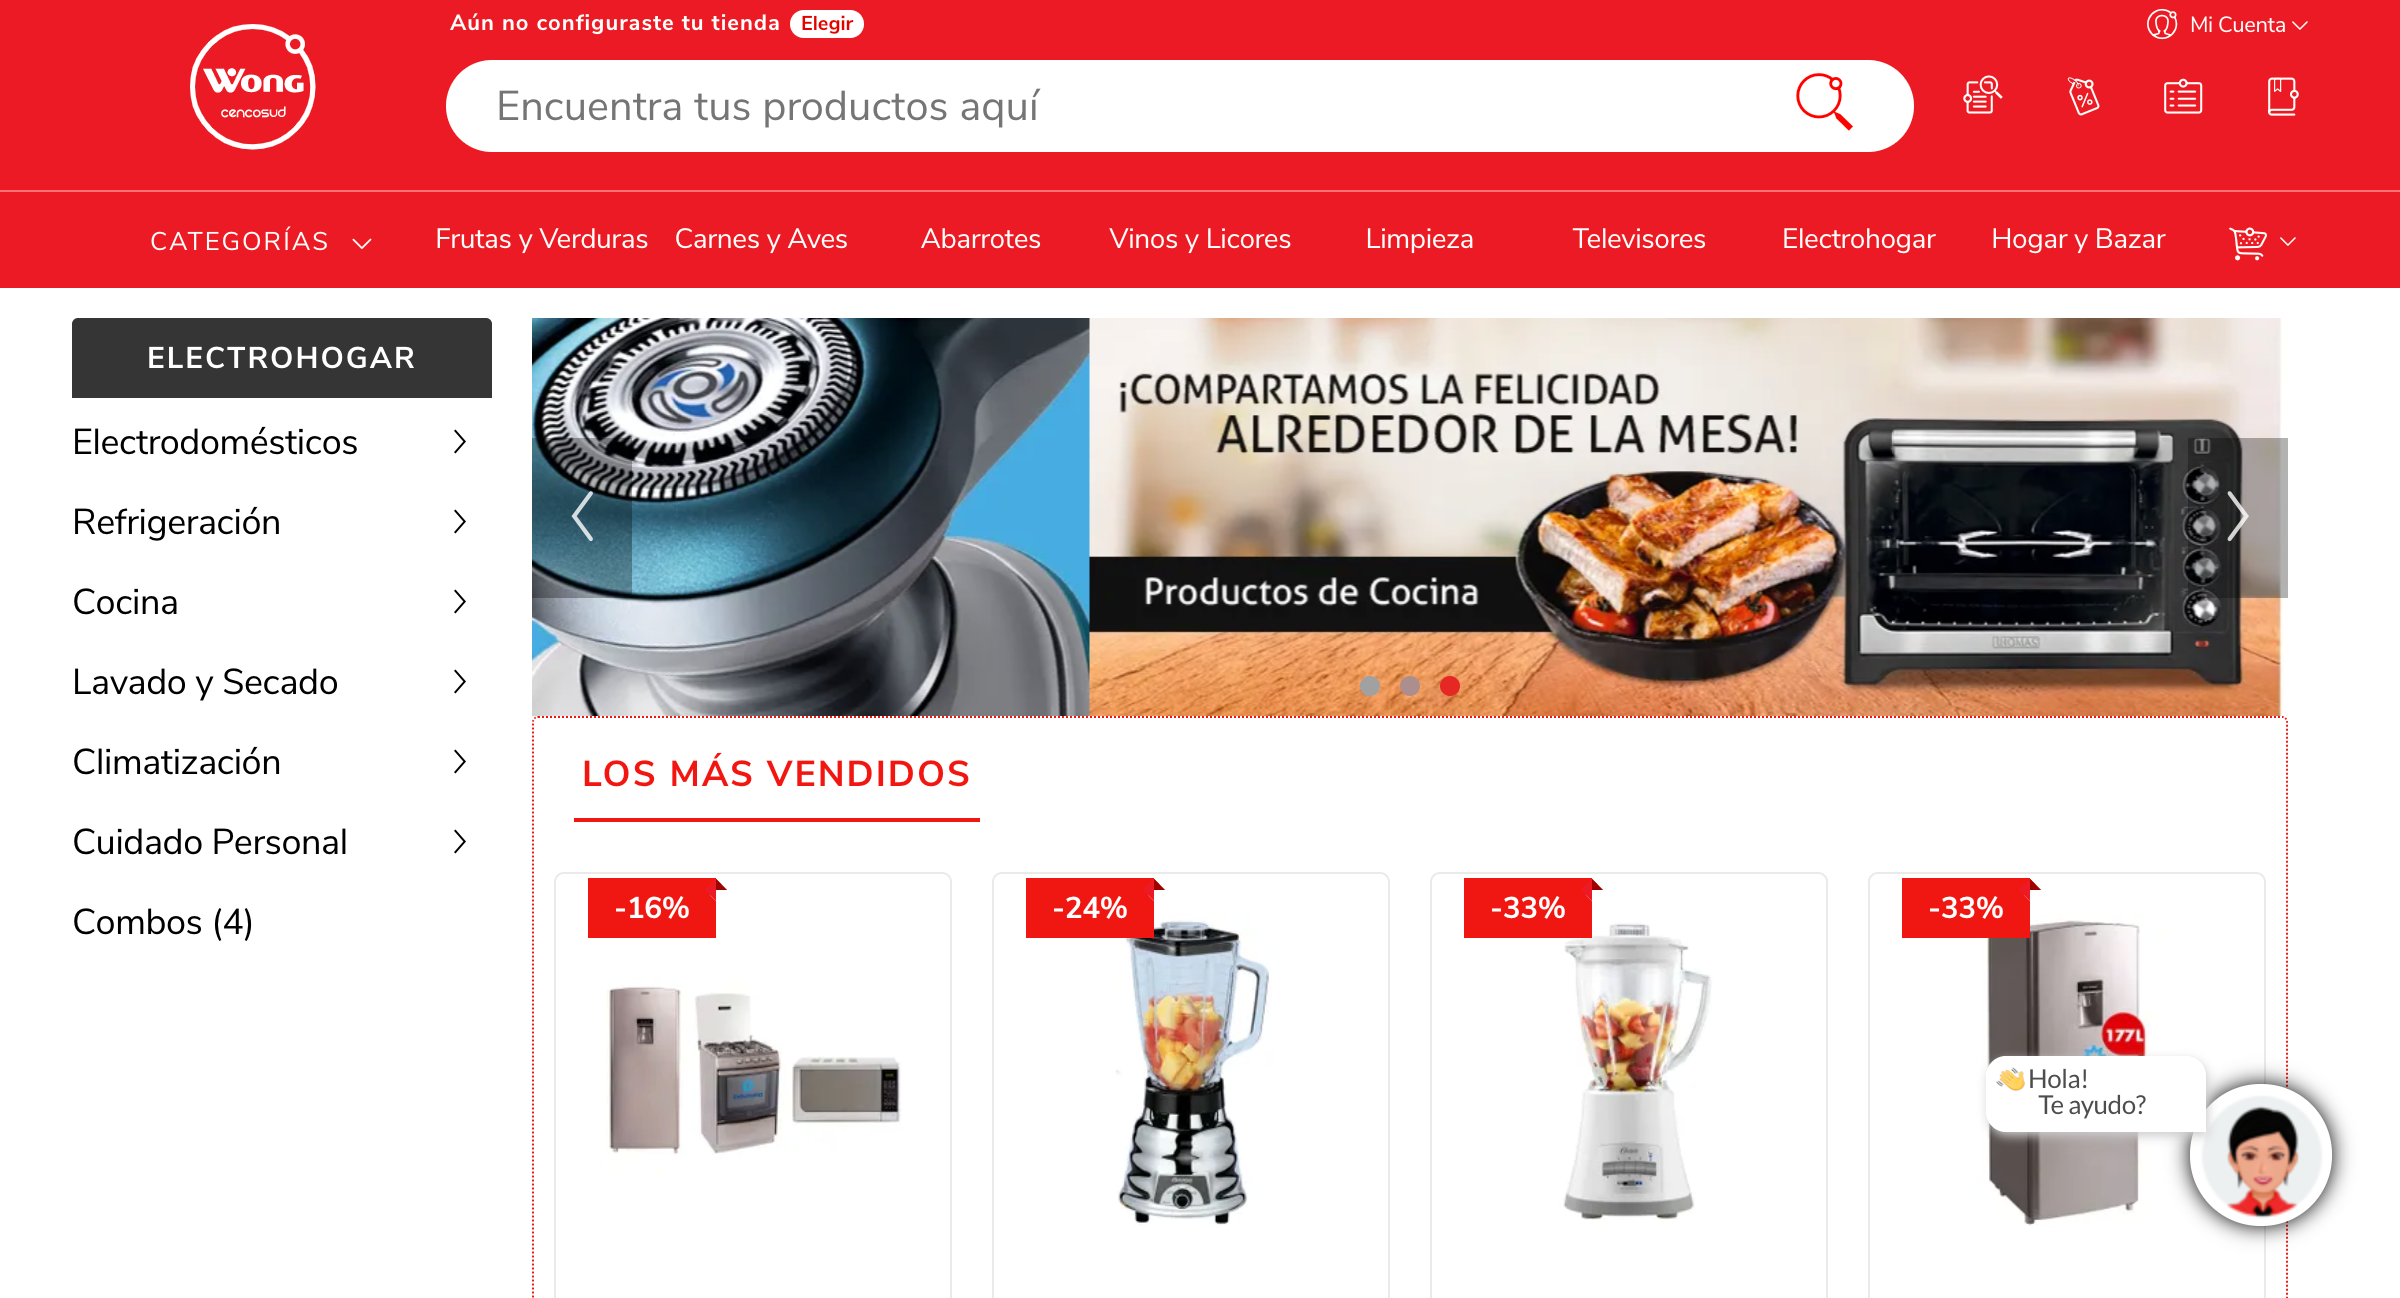 Aún no configuraste tu tienda Elegir
Mi Cuenta
Wong
cencosud
Encuentra tus productos aquí
CATEGORÍAS
Frutas y Verduras
Carnes y Aves
Abarrotes
Vinos y Licores
Limpieza
Televisores
Electrohogar
Hogar y Bazar
ELECTROHOGAR
Electrodomésticos
Refrigeración
Cocina
Lavado y Secado
Climatización
Cuidado Personal
Combos (4)
¡COMPARTAMOS LA FELICIDAD
ALREDEDOR DE LA MESA!
Productos de Cocina
THOMAS
LOS MÁS VENDIDOS
-16%
-24%
-33%
-33%
177L
Hola!
Te ayudo?